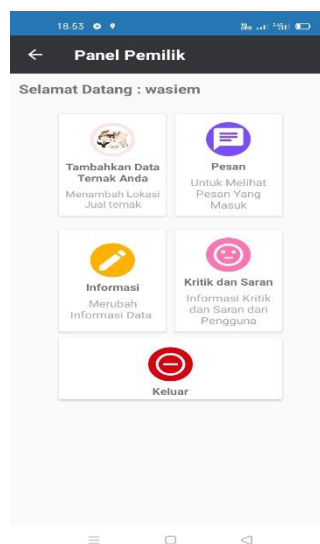 18.53
Panel Pemilik
Selamat Datang : wasiem
Tambahkan Data
Ternak Anda
Menambah Lokasi
Jual ternak
Pesan
Untuk Melihat
Pesan Yang
Masuk
Informasi
Merubah
Informasi Data
Kritik dan Saran
Informasi Kritik
dan Saran dari
Pengguna
Keluar